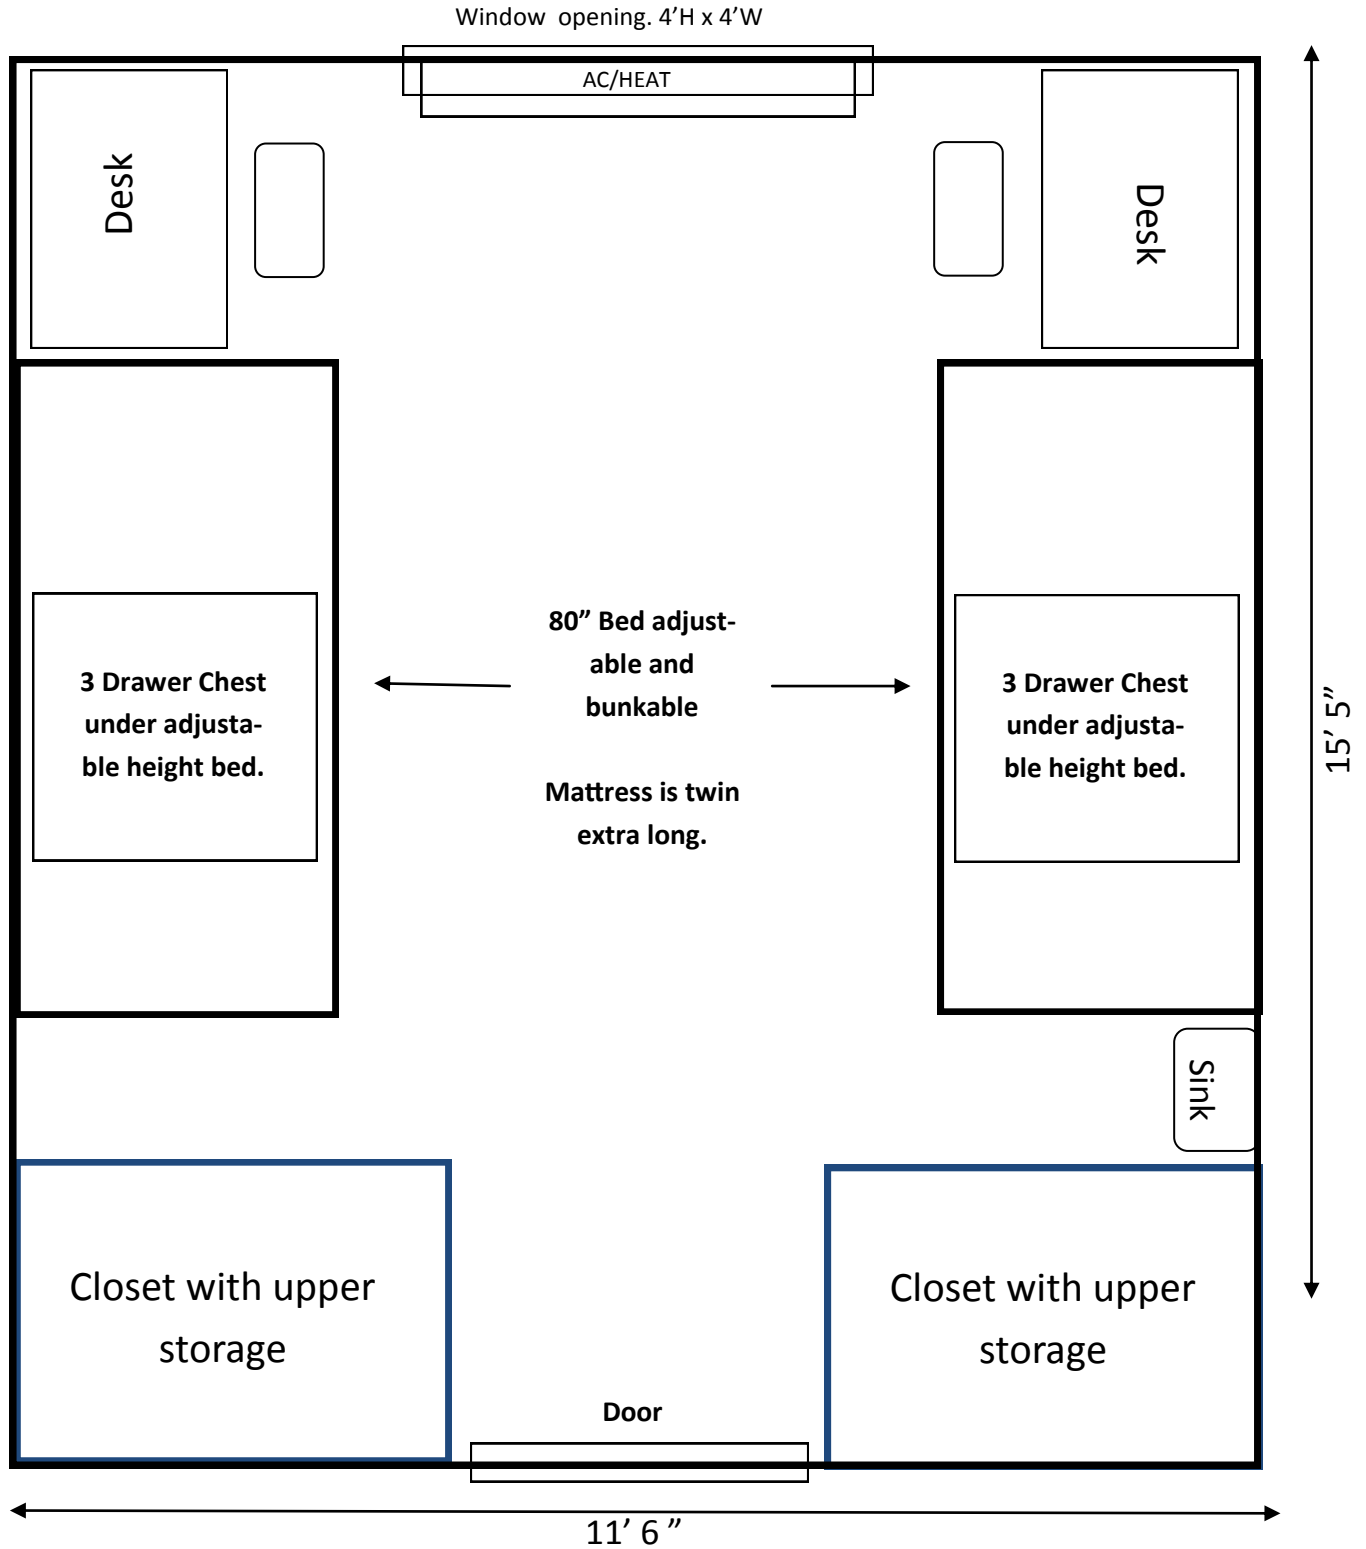 Window  opening. 4’H x 4’W
AC/HEAT
Desk
Desk
80” Bed adjust-
able and
bunkable
Mattress is twin
extra long.
3 Drawer Chest
under adjusta-
ble height bed.
3 Drawer Chest
under adjusta-
ble height bed.
15’ 5”
Sink
Closet with upper
storage
Closet with upper
storage
Door
11’ 6 ”